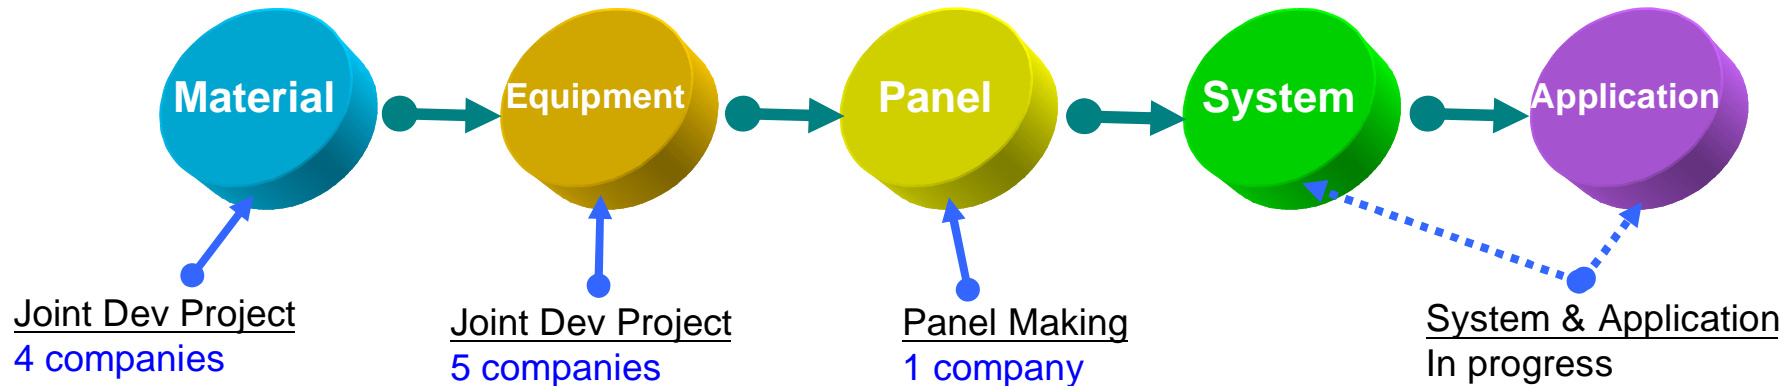 Material
Equipment
Panel
System
Application
Joint Dev Project
4 companies
Joint Dev Project
5 companies
Panel Making
1 company
System & Application
In progress